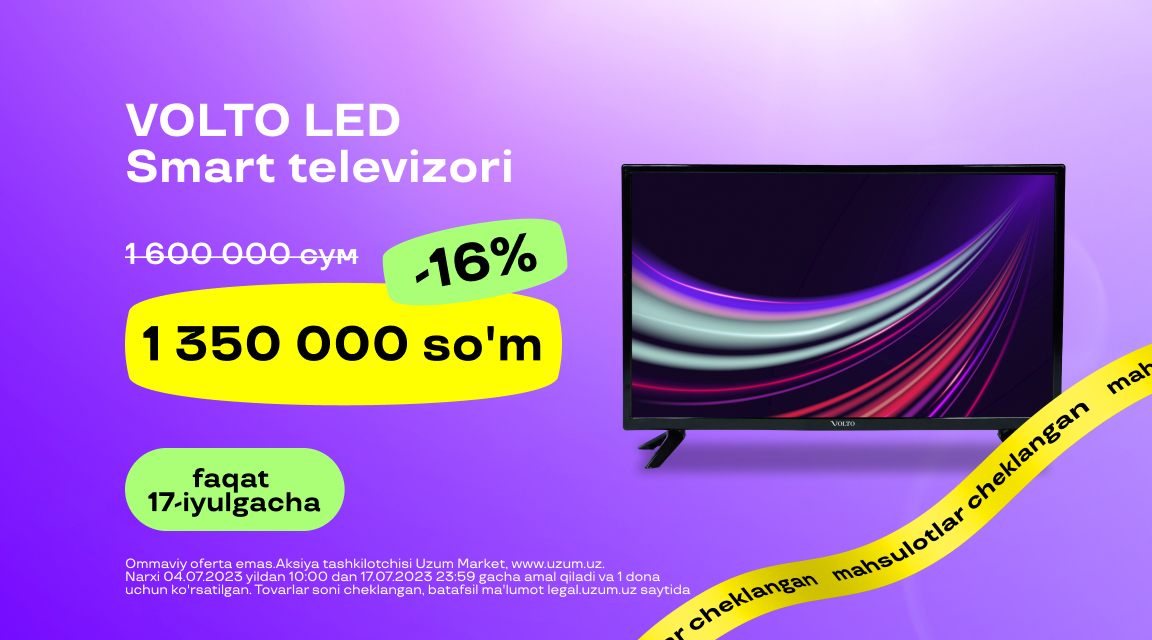 VOLTO LED
Smart televizori
1 600 000 сум
-16%
1 350 000 so'm
VOLTO
faqat
17-iyulgacha
Ommaviy oferta emas.Aksiya tashkilotchisi Uzum Market, www.uzum.uz.
Narxi 04.07.2023 yildan 10:00 dan 17.07.2023 23:59 gacha amal qiladi va 1 dona
uchun ko'rsatilgan. Tovarlar soni cheklangan, batafsil ma'lumot legal.uzum.uz saytida
ar cheklangan mahsulotlar cheklangan mah